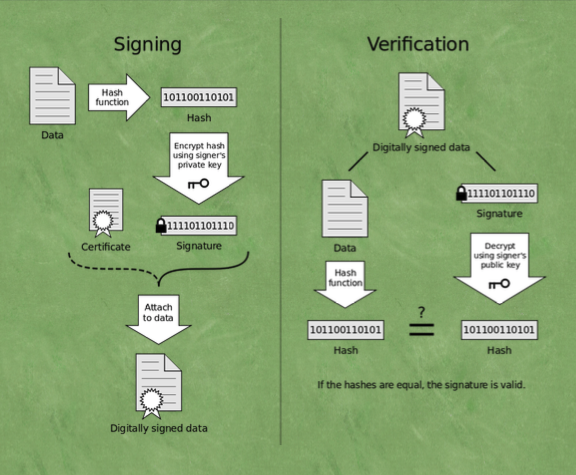 Signing
Hash
function
101100110101
Data
Hash
Encrypt hash
using signer's
private key
111101101110
Certificate
Signature
Attach
to data
Digitally signed data
Verification
Digitally signed data
111101101110
Signature
Data
Hash
function
Decrypt
using signer's
public key
?
101100110101
=
101100110101
Hash
Hash
If the hashes are equal, the signature is valid.